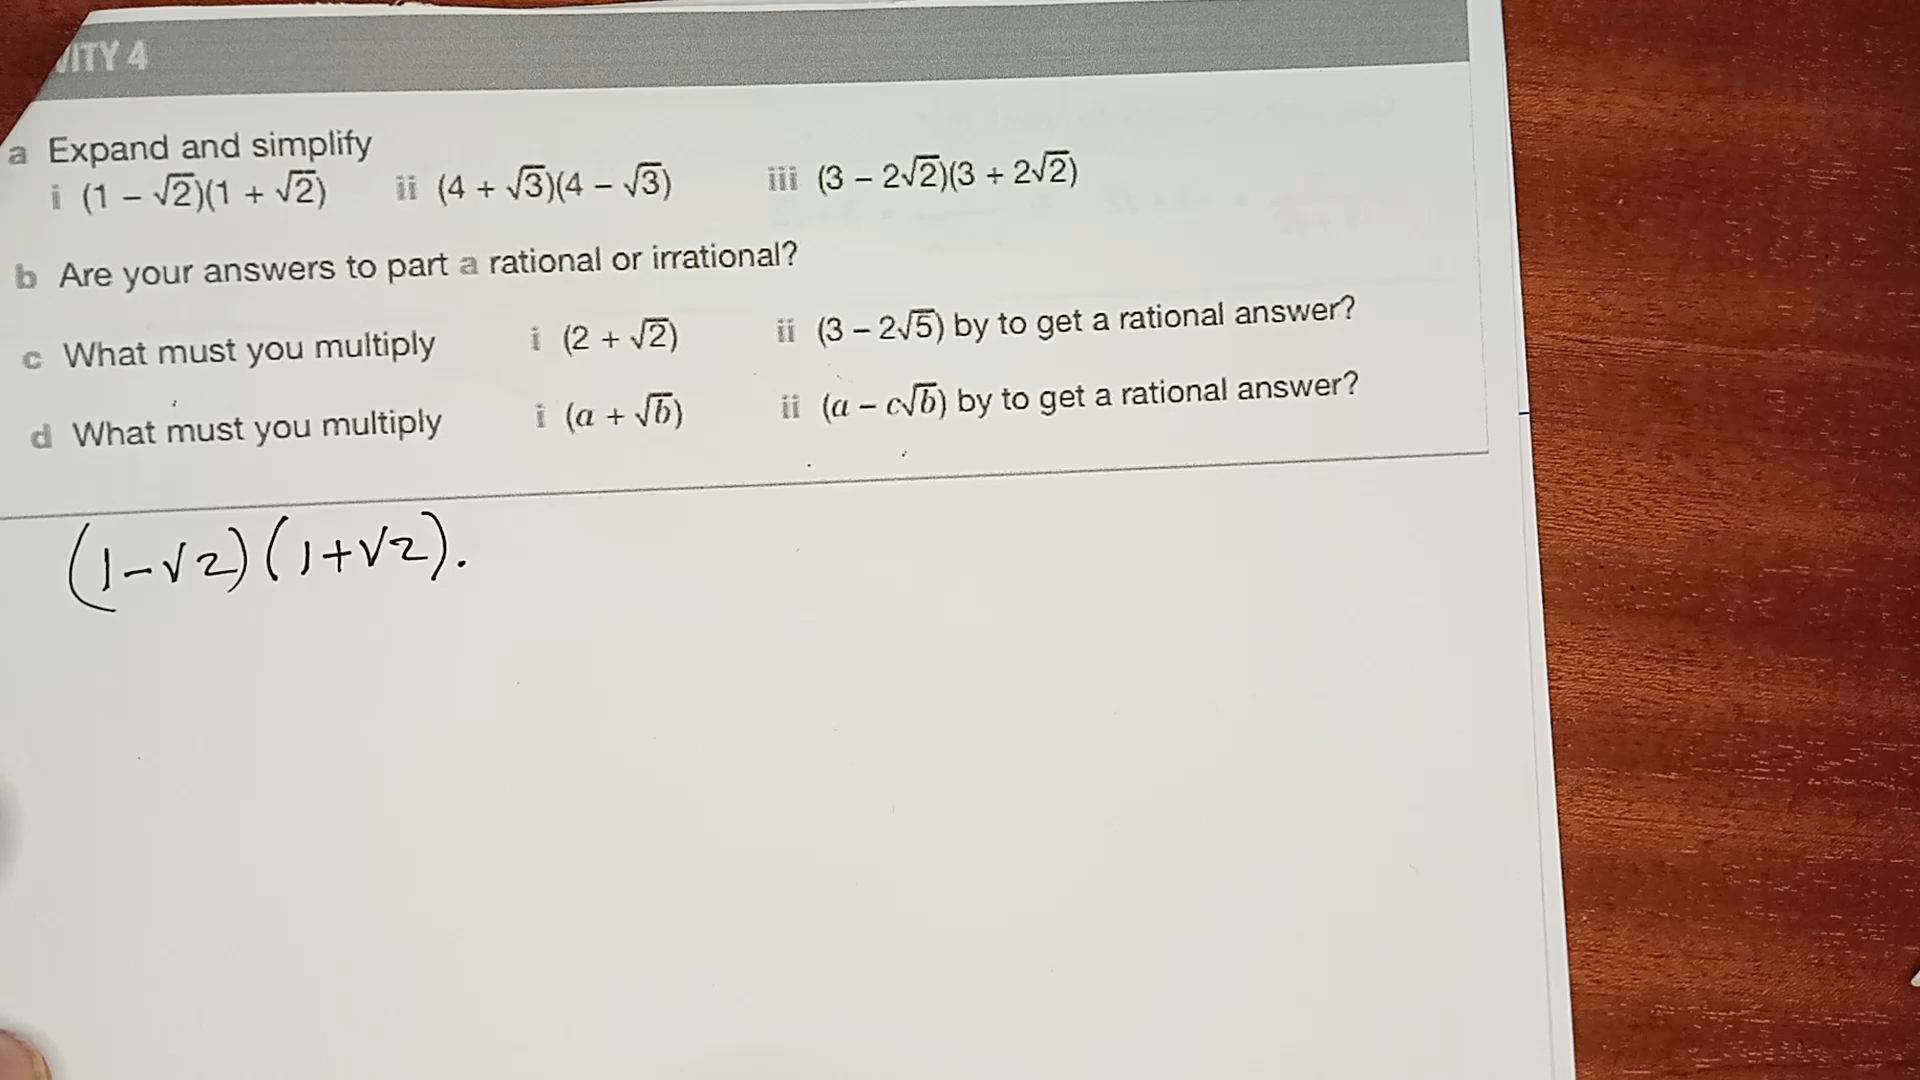 VITY 4
a Expand and simplify
i (1 – √2)(1 + √2) ii (4 + √3)(4 – √3) iii (3 – 2√2)(3 + 2√2)
b Are your answers to part a rational or irrational?
c What must you multiply i (2 + √2) ii (3 – 2√5) by to get a rational answer?
d What must you multiply i (a + √b) ii (a – c√b) by to get a rational answer?
(1-√2)(1+√2).